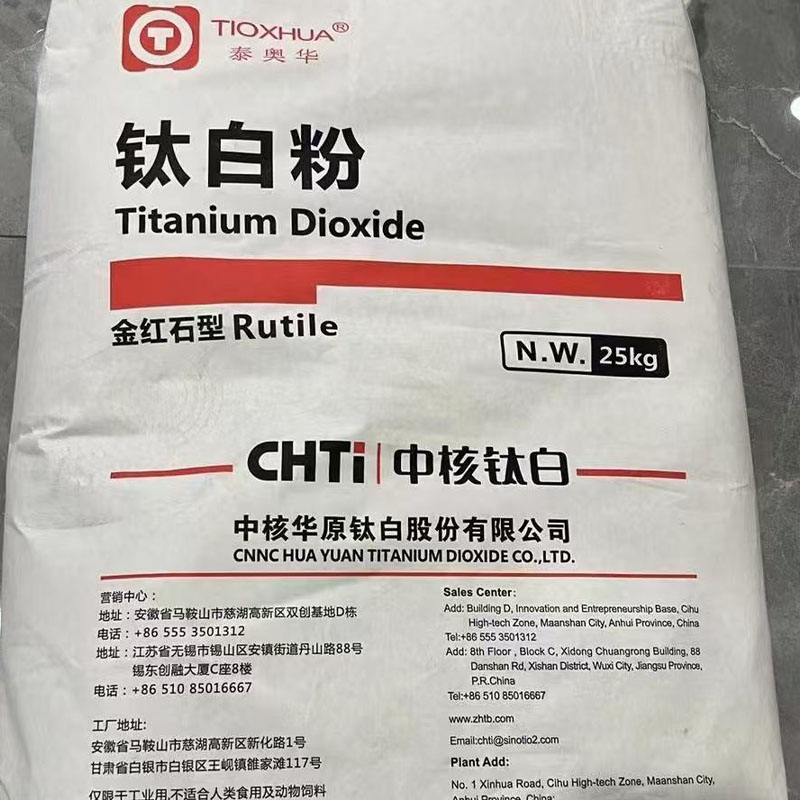 TIOXHUA®
泰奥华
钛白粉
Titanium Dioxide
金红石型 Rutile
N.W. 25kg
CHTi 中核钛白
中核华原钛白股份有限公司
CNNC HUA YUAN TITANIUM DIOXIDE CO.,LTD.
营销中心：
地址：安徽省马鞍山市慈湖高新区双创基地D栋
电话：+86 555 3501312
地址：江苏省无锡市锡山区安镇街道丹山路88号
锡东创融大厦C座8楼
电话：+86 510 85016667
工厂地址:
安徽省马鞍山市慈湖高新区新化路1号
甘肃省白银市白银区王岘镇雒家滩117号
仅限于工业用,不适合人类食用及动物饲料
Sales Center:
Add: Building D, Innovation and Entrepreneurship Base, Cihu
High-tech Zone, Maanshan City, Anhui Province, China
Tel:+86 555 3501312
Add: 8th Floor , Block C, Xidong Chuangrong Building, 88
Danshan Rd, Xishan District, Wuxi City, Jiangsu Province,
P.R.China
Tel:+86 510 85016667
www.zhtb.com
Email:chti@sinotio2.com
Plant Add:
No. 1 Xinhua Road, Cihu High-tech Zone, Maanshan City,
Anhui Province, China;